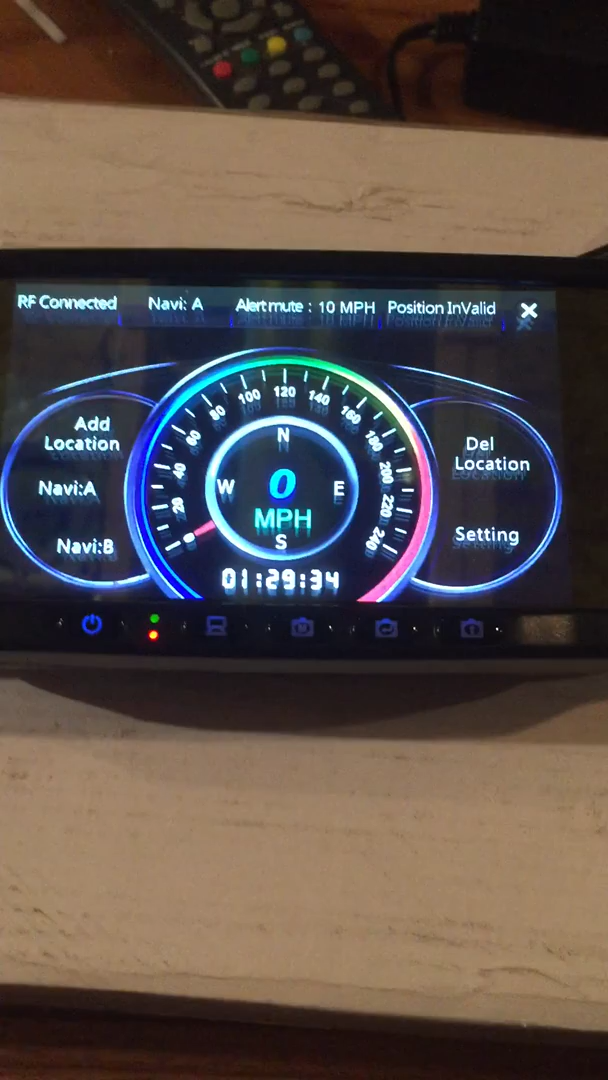 RF Connected Navi: A Alert mute : 10 MPH Position InValid
Add
Location
Navi:A
Navi:B
0 20 40 60 80 100 120 140 160 180 200 220 240
N
W 0 E
MPH
S
01:29:34
Del
Location
Setting